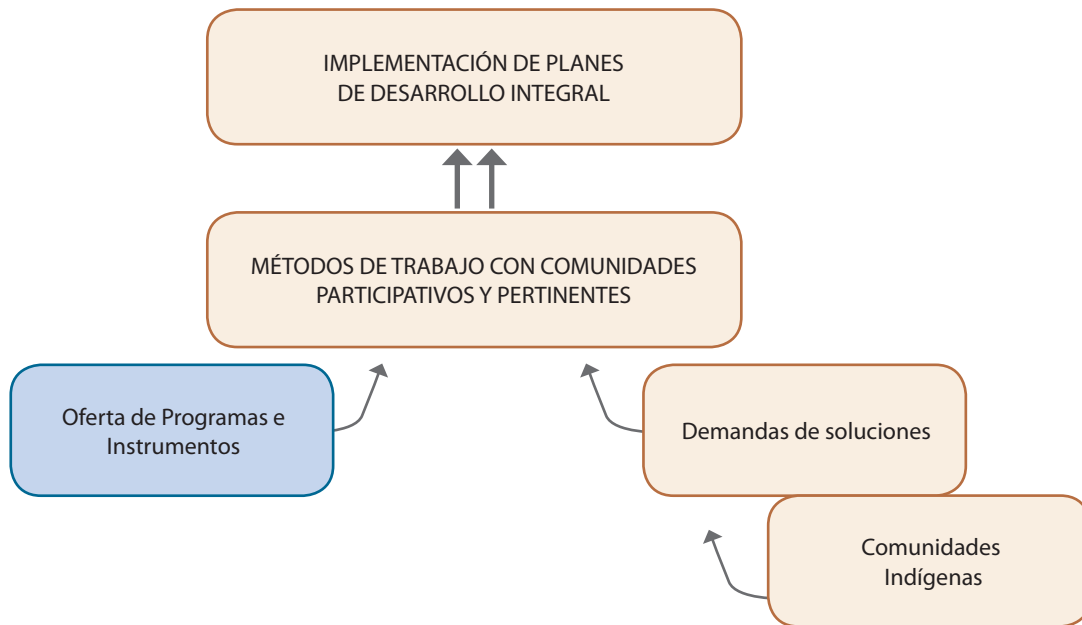 IMPLEMENTACIÓN DE PLANES
DE DESARROLLO INTEGRAL
MÉTODOS DE TRABAJO CON COMUNIDADES
PARTICIPATIVOS Y PERTINENTES
Oferta de Programas e
Instrumentos
Demandas de soluciones
Comunidades
Indígenas